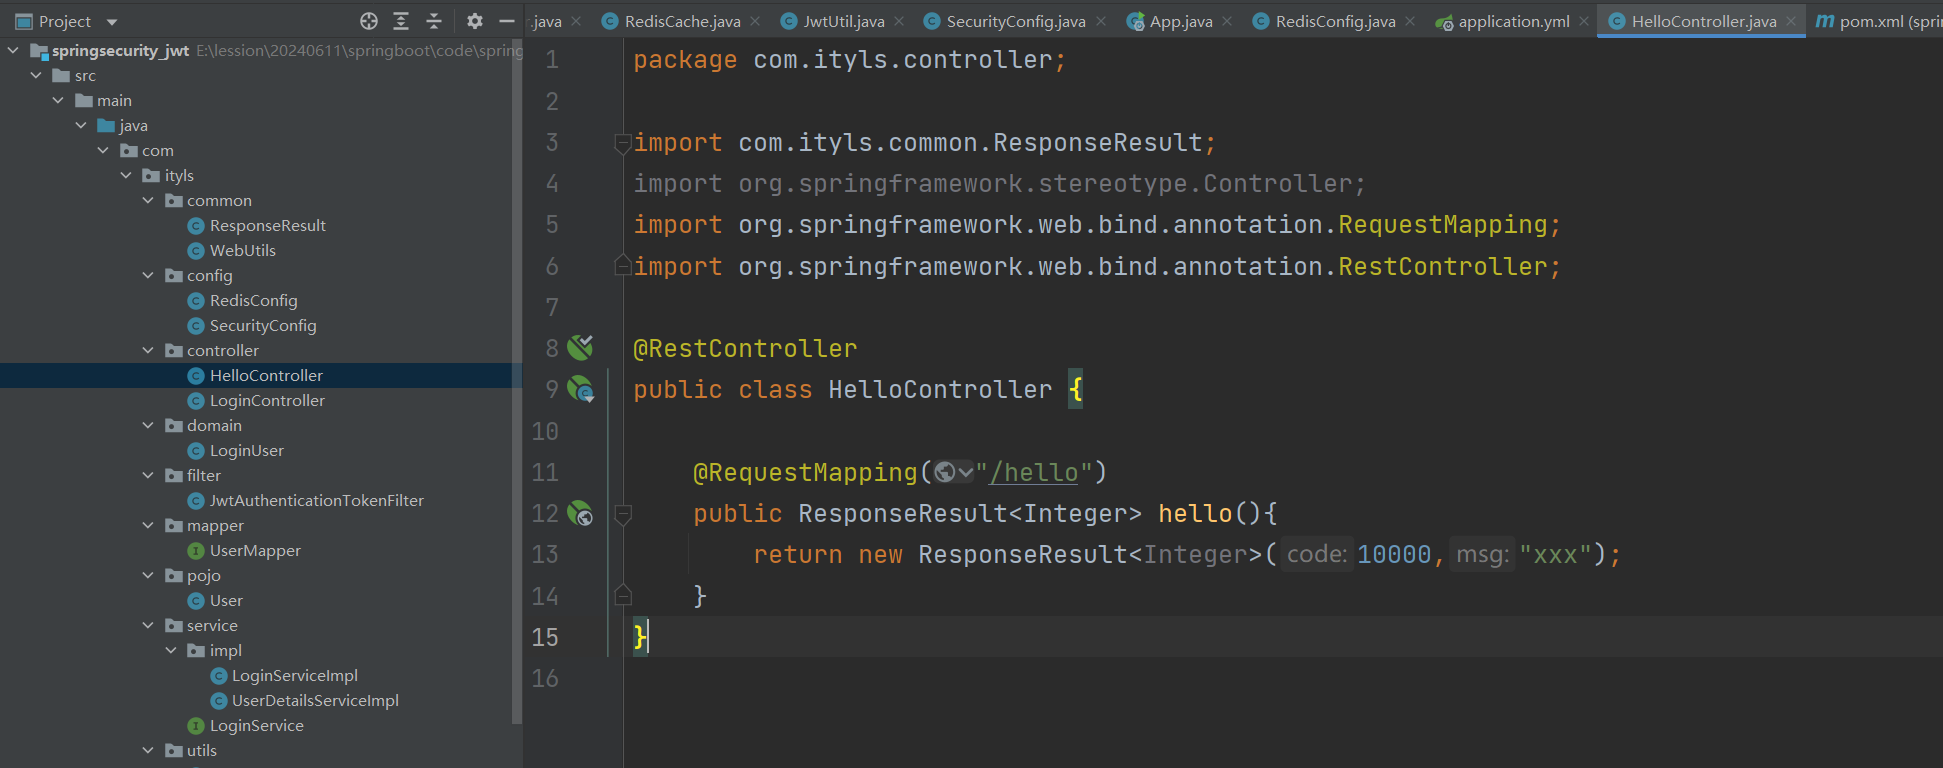 Project
.java
RedisCache.java
JwtUtil.java
SecurityConfig.java
App.java
RedisConfig.java
application.yml
HelloController.java
pom.xml (spri
springsecurity_jwt E:\lession\20240611\springboot\code\spring
src
main
java
com
ityls
common
ResponseResult
WebUtils
config
RedisConfig
SecurityConfig
controller
HelloController
LoginController
domain
LoginUser
filter
JwtAuthenticationTokenFilter
mapper
UserMapper
pojo
User
service
impl
LoginServiceImpl
UserDetailsServiceImpl
LoginService
utils
1 package com.ityls.controller;
2
3 import com.ityls.common.ResponseResult;
4 import org.springframework.stereotype.Controller;
5 import org.springframework.web.bind.annotation.RequestMapping;
6 import org.springframework.web.bind.annotation.RestController;
7
8 @RestController
9 public class HelloController {
10
11 @RequestMapping("/hello")
12 public ResponseResult<Integer> hello(){
13 return new ResponseResult<Integer>( code: 10000, msg: "xxx");
14 }
15 }
16